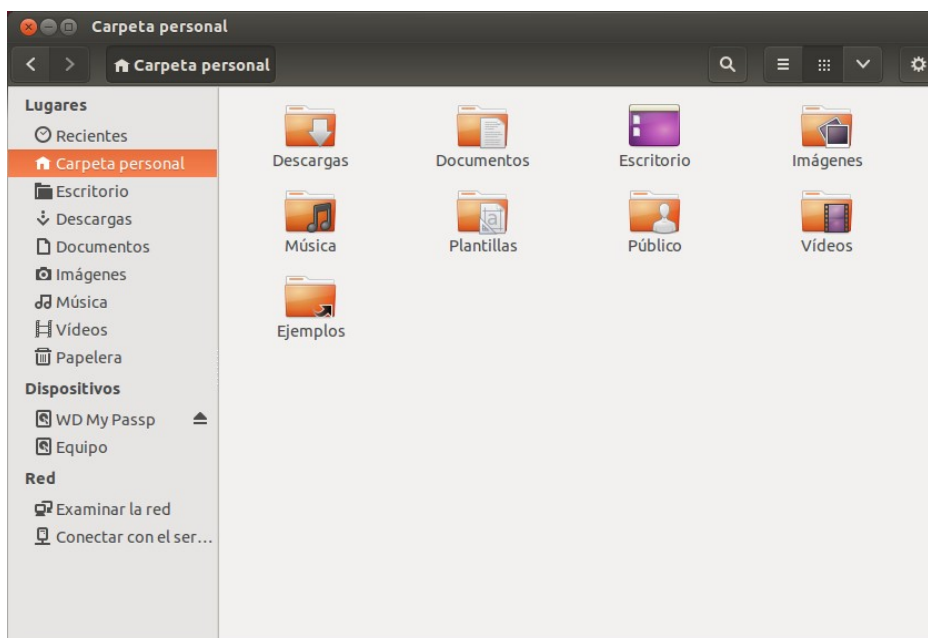 Carpeta personal
Carpeta personal
Lugares
Recientes
Carpeta personal
Escritorio
Descargas
Documentos
Imágenes
Música
Vídeos
Papelera
Dispositivos
WD My Passp
Equipo
Red
Examinar la red
Conectar con el ser...
Descargas Documentos Escritorio Imágenes
Música Plantillas Público Vídeos
Ejemplos